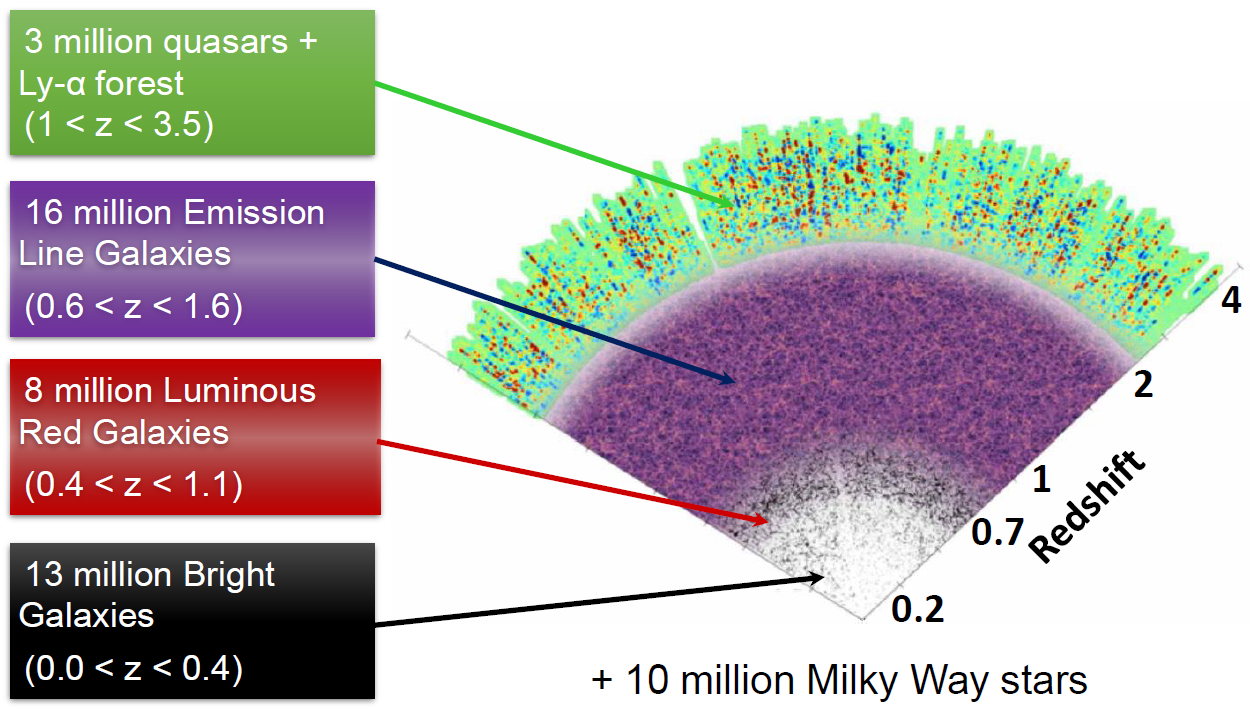 3 million quasars +
Ly-α forest
(1 < z < 3.5)
16 million Emission
Line Galaxies
(0.6 < z < 1.6)
8 million Luminous
Red Galaxies
(0.4 < z < 1.1)
13 million Bright
Galaxies
(0.0 < z < 0.4)
4
2
1
0.7
0.2
Redshift
+ 10 million Milky Way stars